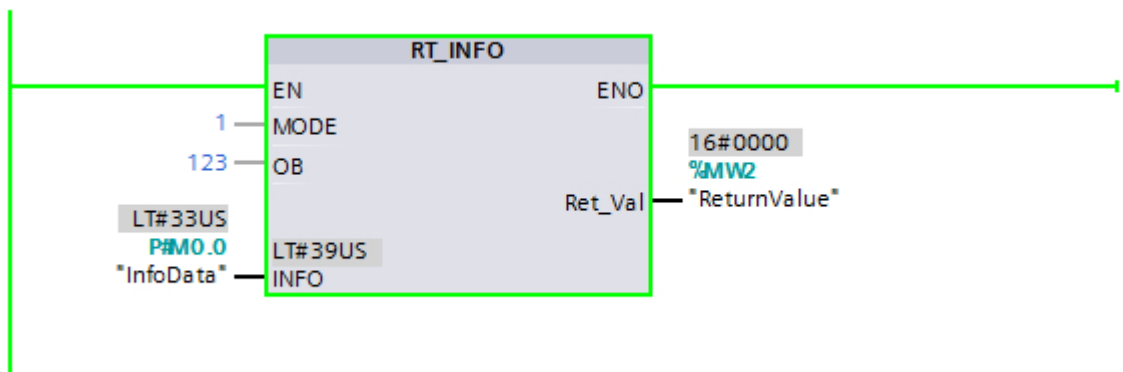 RT_INFO
EN
ENO
1
MODE
16#0000
123
OB
%MW2
Ret_Val
"ReturnValue"
LT#33US
P#M0.0
LT#39US
"InfoData"
INFO